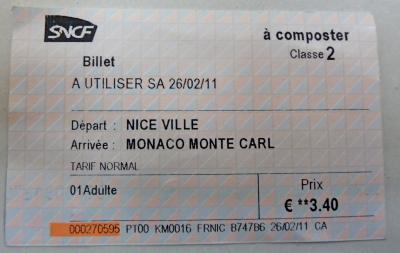 SNCF
à composter
Classe 2
Billet
A UTILISER SA 26/02/11
Départ : NICE VILLE
Arrivée : MONACO MONTE CARL
TARIF NORMAL
01Adulte
Prix
€ **3.40
000270595 PT00 KM0016 FRNIC B747B6 26/02/11 CA